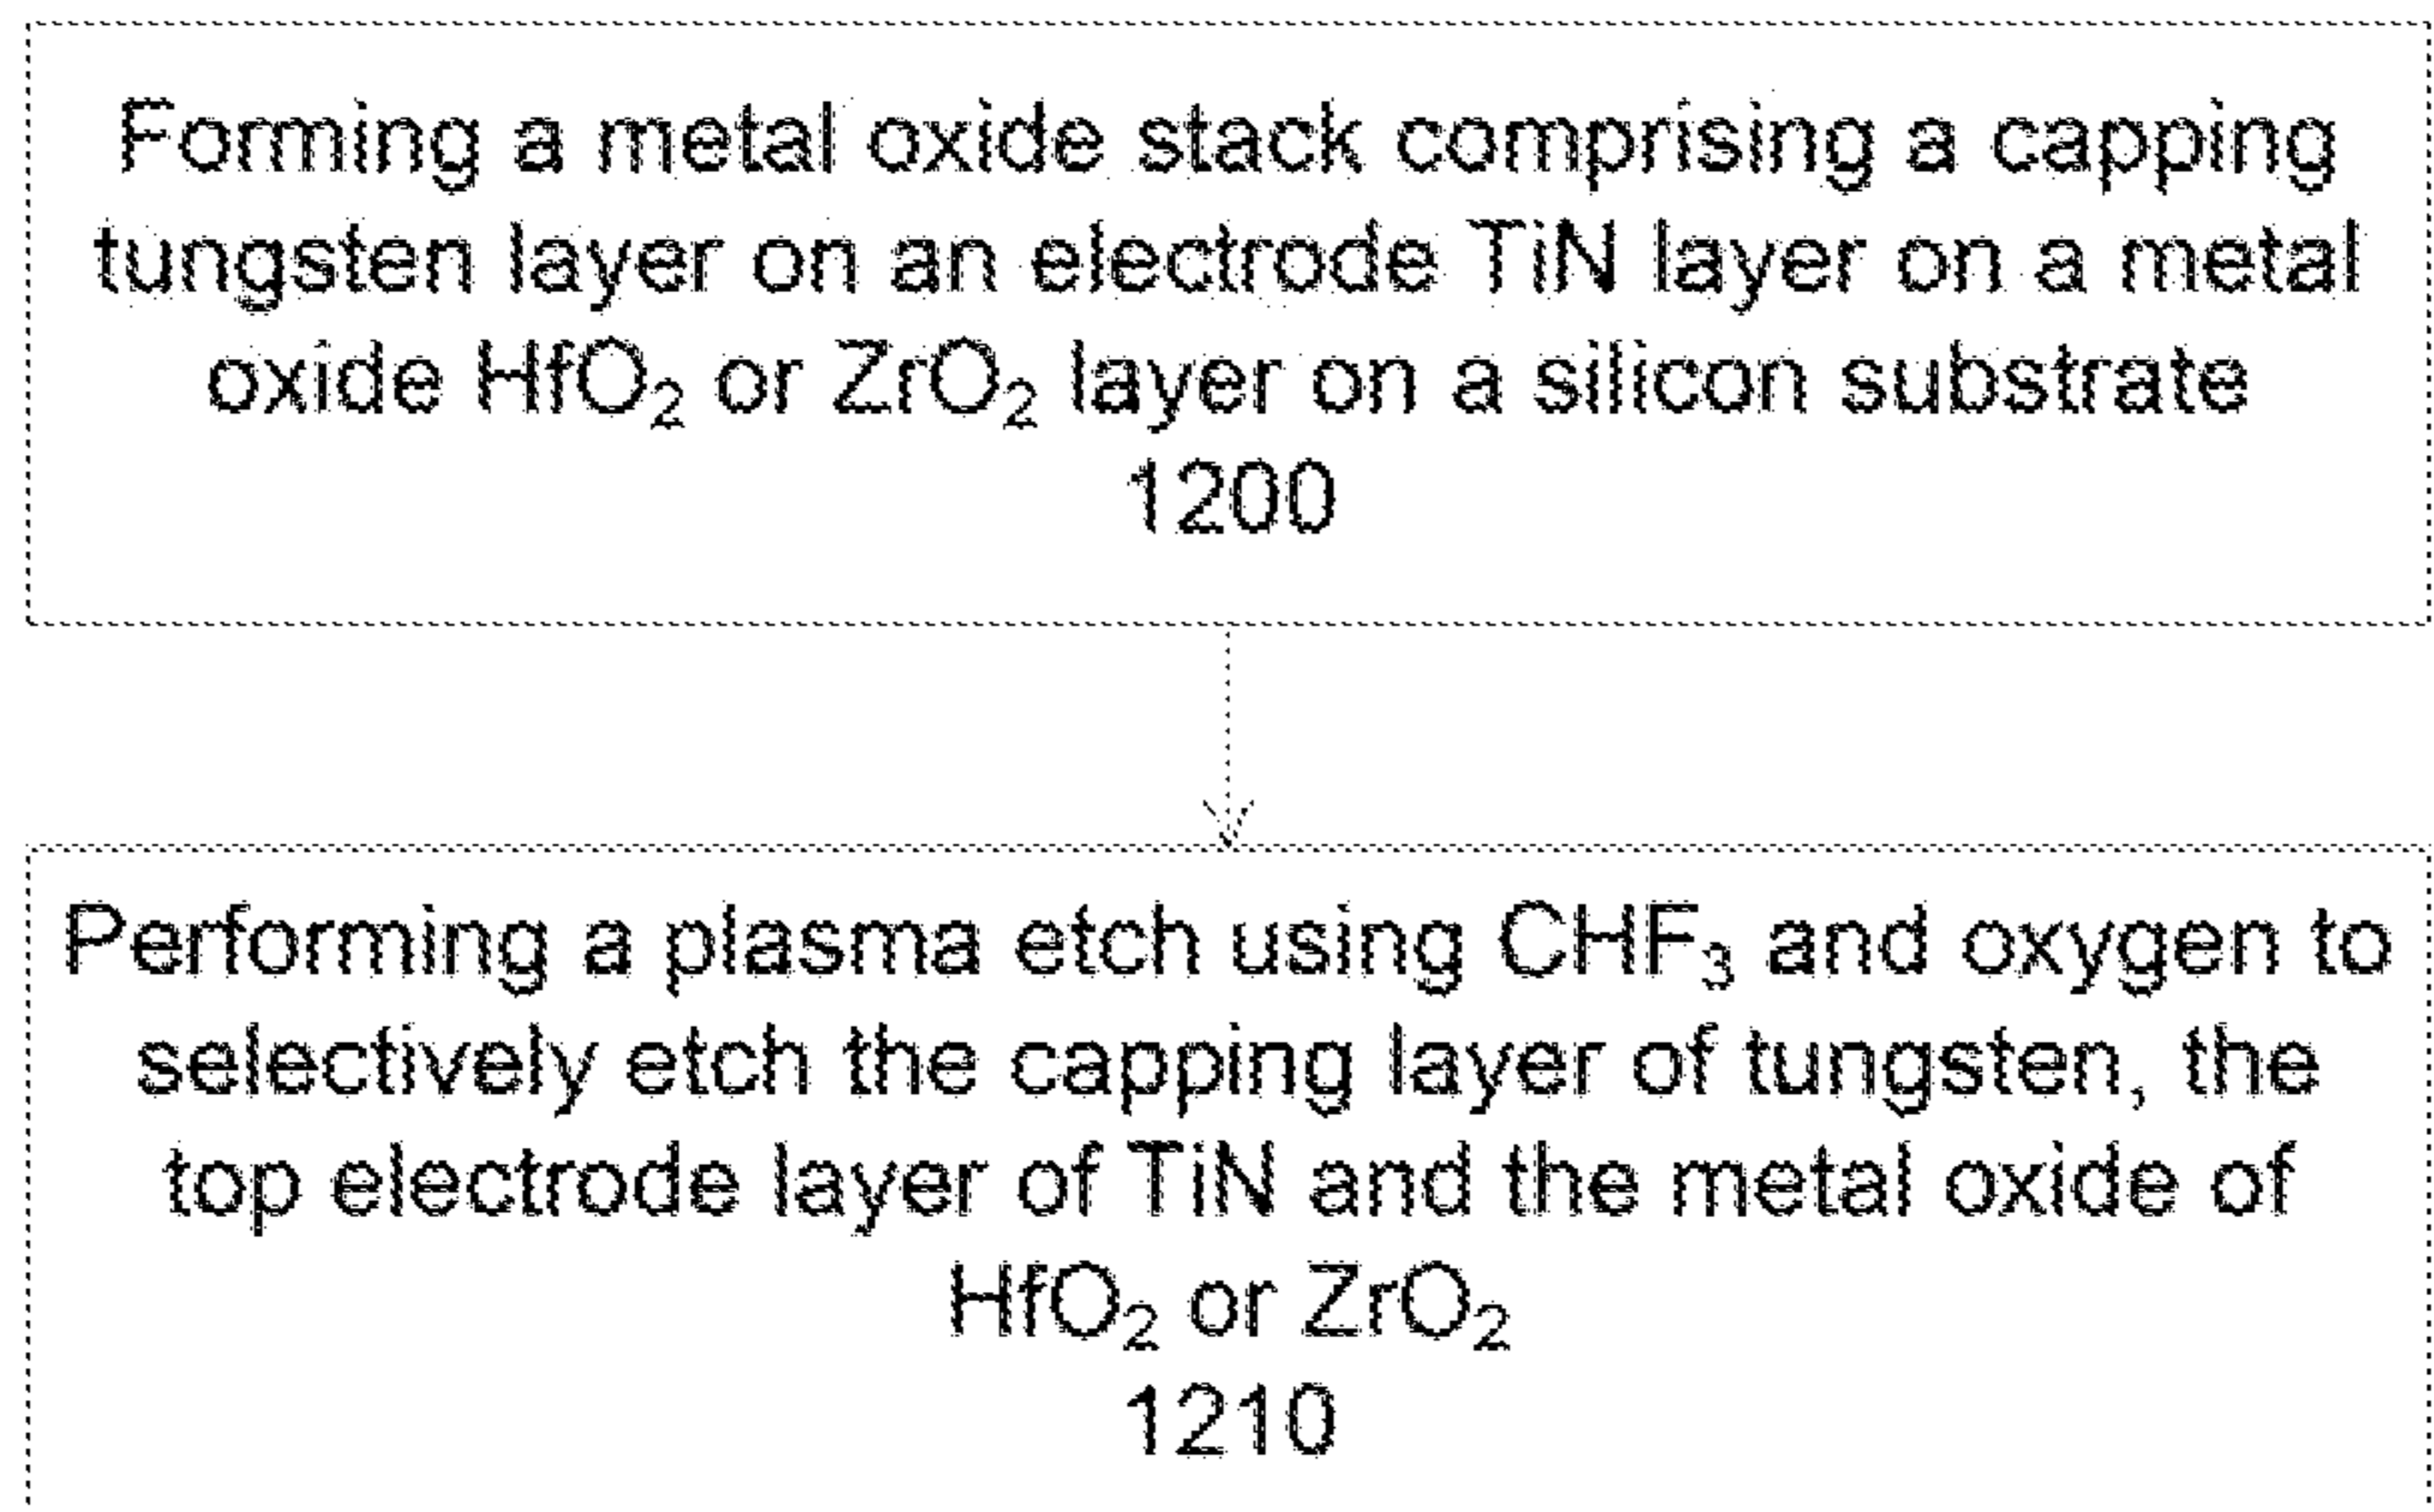 Forming a metal oxide stack comprising a capping
tungsten layer on an electrode TiN layer on a metal
oxide HfO₂ or ZrO₂ layer on a silicon substrate
1200
Performing a plasma etch using CHF₃ and oxygen to
selectively etch the capping layer of tungsten, the
top electrode layer of TiN and the metal oxide of
HfO₂ or ZrO₂
1210